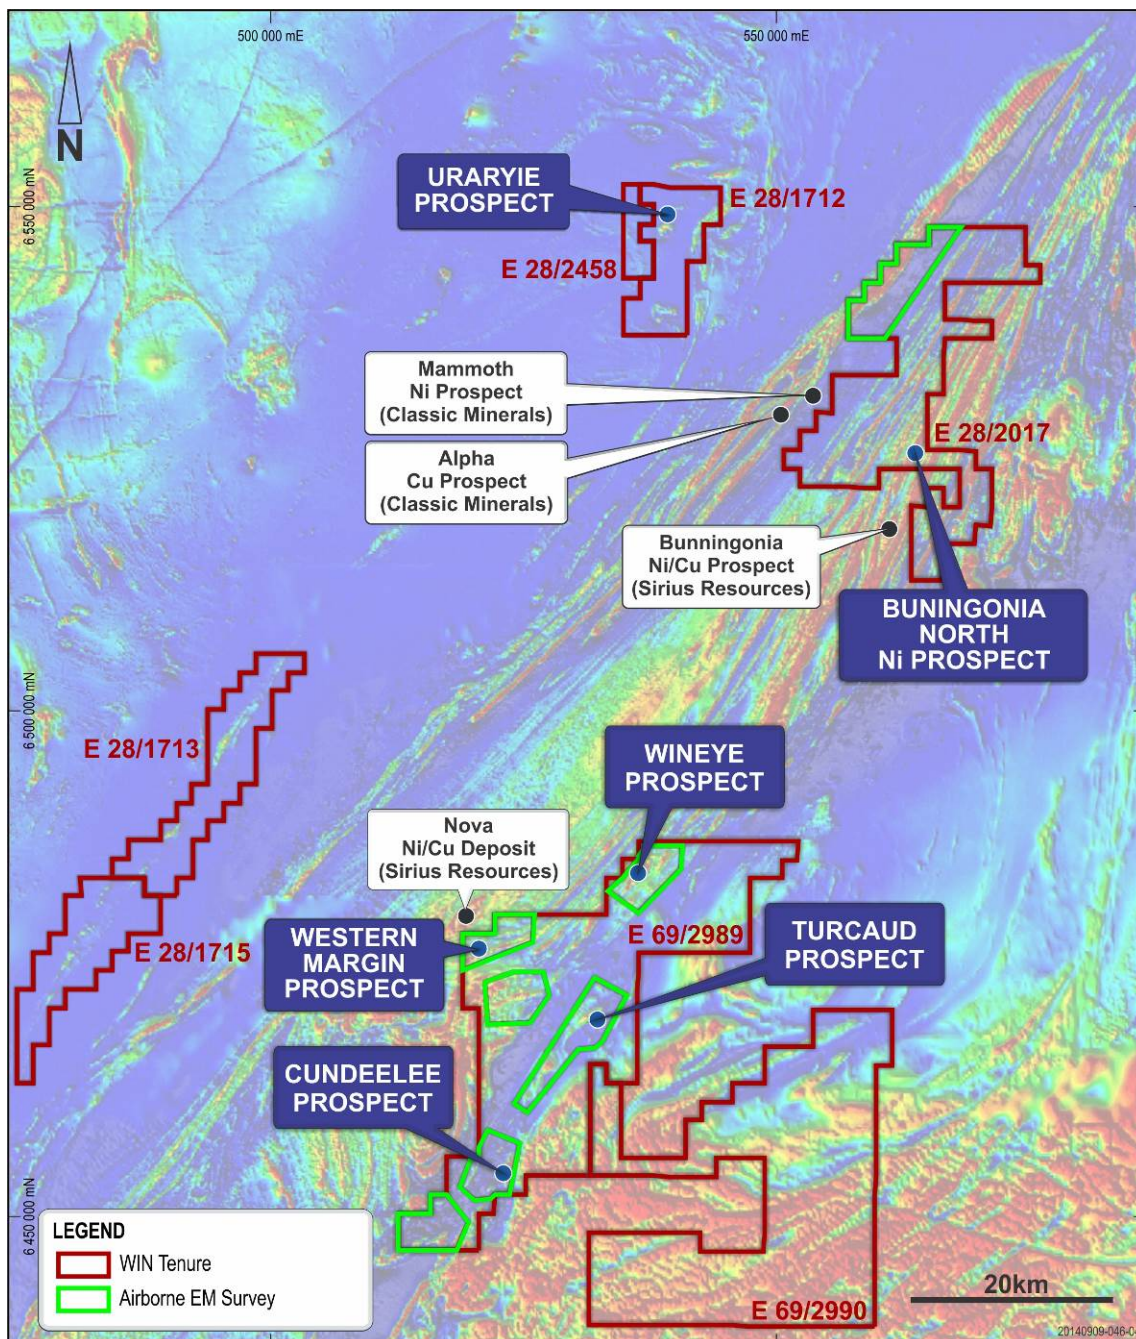 500 000 mE
550 000 mE
N
6 550 000 mN
URARYIE
PROSPECT
E 28/1712
E 28/2458
Mammoth
Ni Prospect
(Classic Minerals)
Alpha
Cu Prospect
(Classic Minerals)
E 28/2017
Bunningonia
Ni/Cu Prospect
(Sirius Resources)
BUNINGONIA
NORTH
Ni PROSPECT
6 500 000 mN
E 28/1713
WINEYE
PROSPECT
Nova
Ni/Cu Deposit
(Sirius Resources)
E 28/1715
WESTERN
MARGIN
PROSPECT
E 69/2989
TURCAUD
PROSPECT
CUNDEELEE
PROSPECT
6 450 000 mN
LEGEND
WIN Tenure
Airborne EM Survey
20km
E 69/2990
20140909-046-0